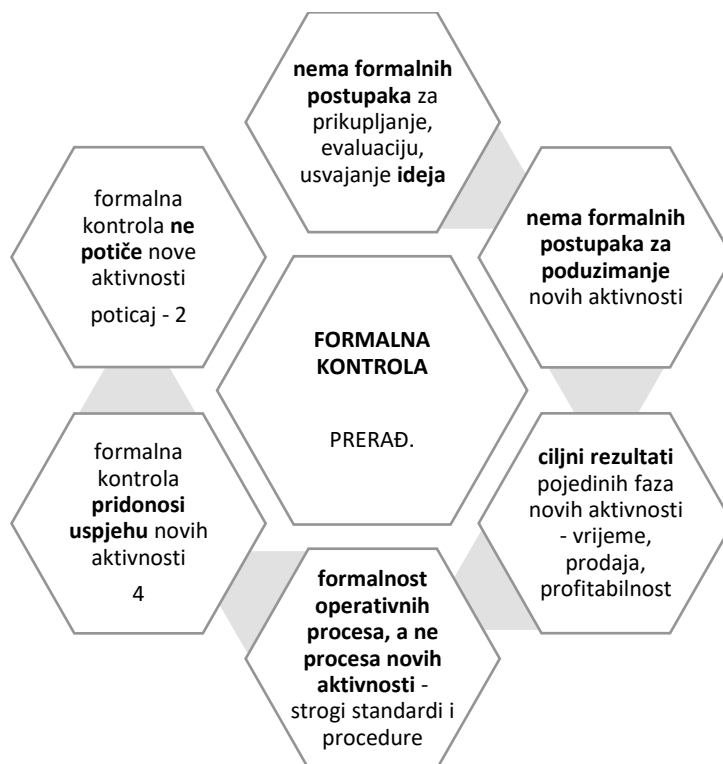 nema formalnih
postupaka za
prikupljanje,
evaluaciju,
usvajanje ideja
nema formalnih
postupaka za
poduzimanje
novih aktivnosti
ciljni rezultati
pojedinih faza
novih aktivnosti
- vrijeme,
prodaja,
profitabilnost
formalnost
operativnih
procesa, a ne
procesa novih
aktivnosti -
strogi standardi i
procedure
formalna
kontrola
pridonosi
uspjehu novih
aktivnosti
4
formalna
kontrola ne
potiče nove
aktivnosti
poticaj - 2
FORMALNA
KONTROLA
PRERAĐ.